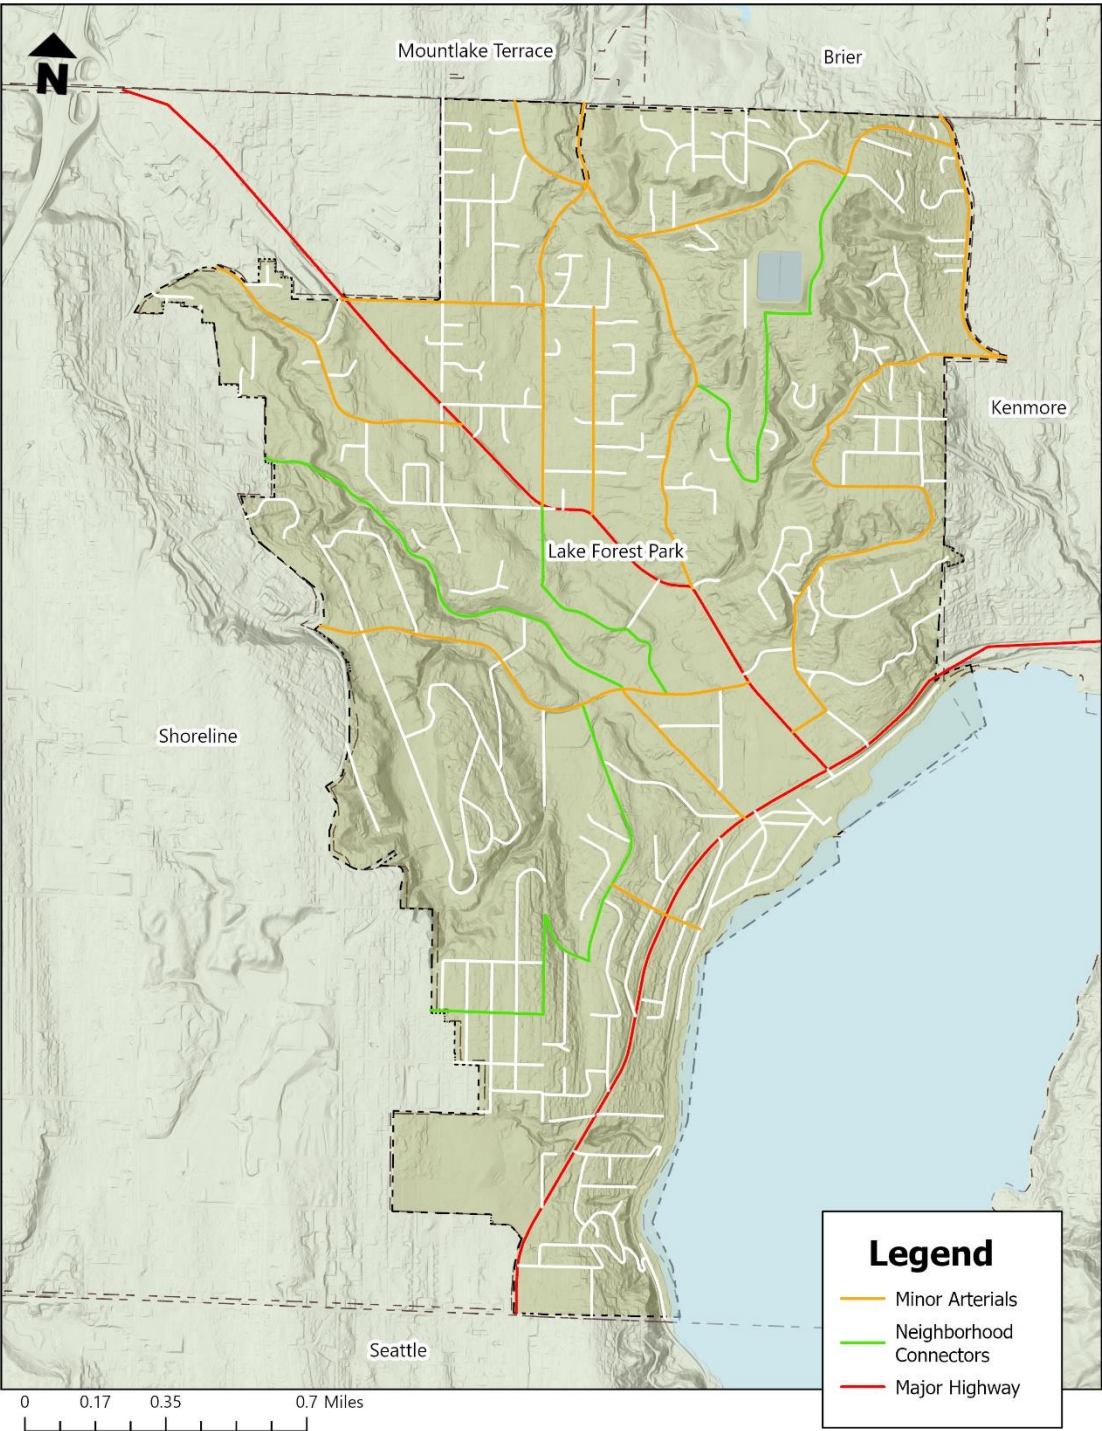 Mountlake Terrace
Brier
N
Kenmore
Lake Forest Park
Shoreline
Seattle
Legend
Minor Arterials
Neighborhood
Connectors
Major Highway
0 0.17 0.35 0.7 Miles